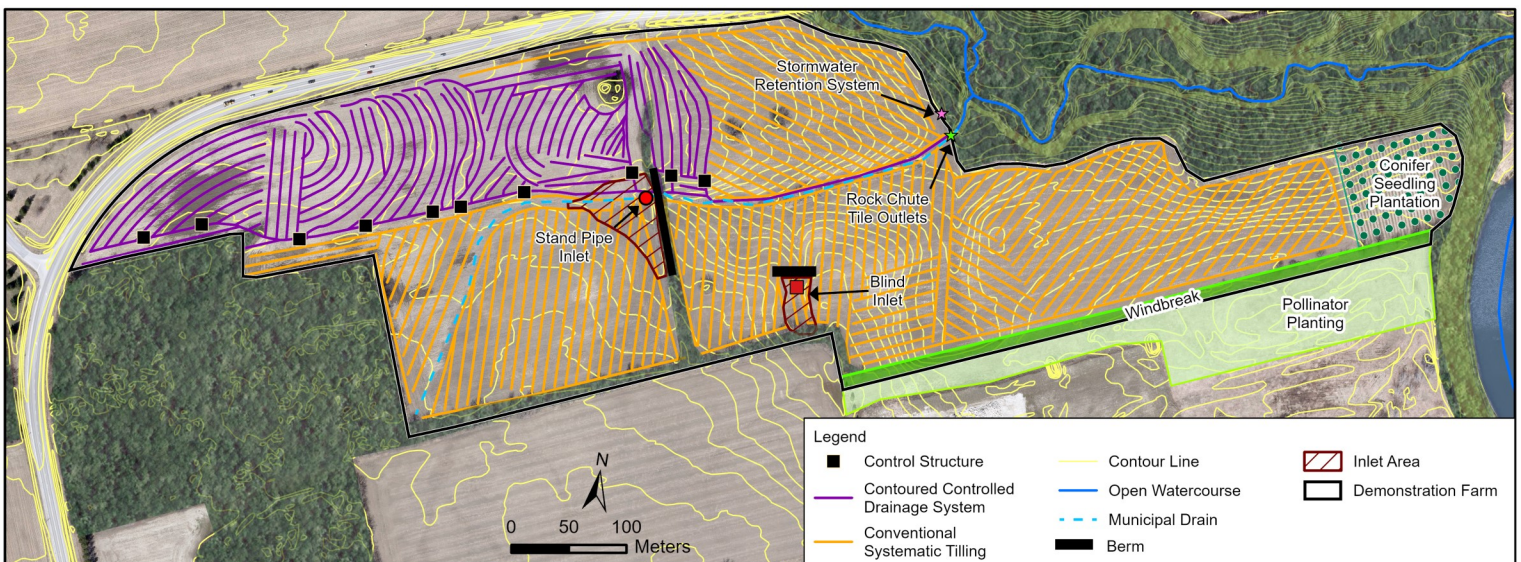 Stormwater
Retention System
Rock Chute
Tile Outlets
Conifer
Seedling
Plantation
Stand Pipe
Inlet
Blind
Inlet
Windbreak
Pollinator
Planting
N
0 50 100
Meters
Legend
Control Structure
Contoured Controlled
Drainage System
Conventional
Systematic Tilling
Contour Line
Open Watercourse
Municipal Drain
Berm
Inlet Area
Demonstration Farm